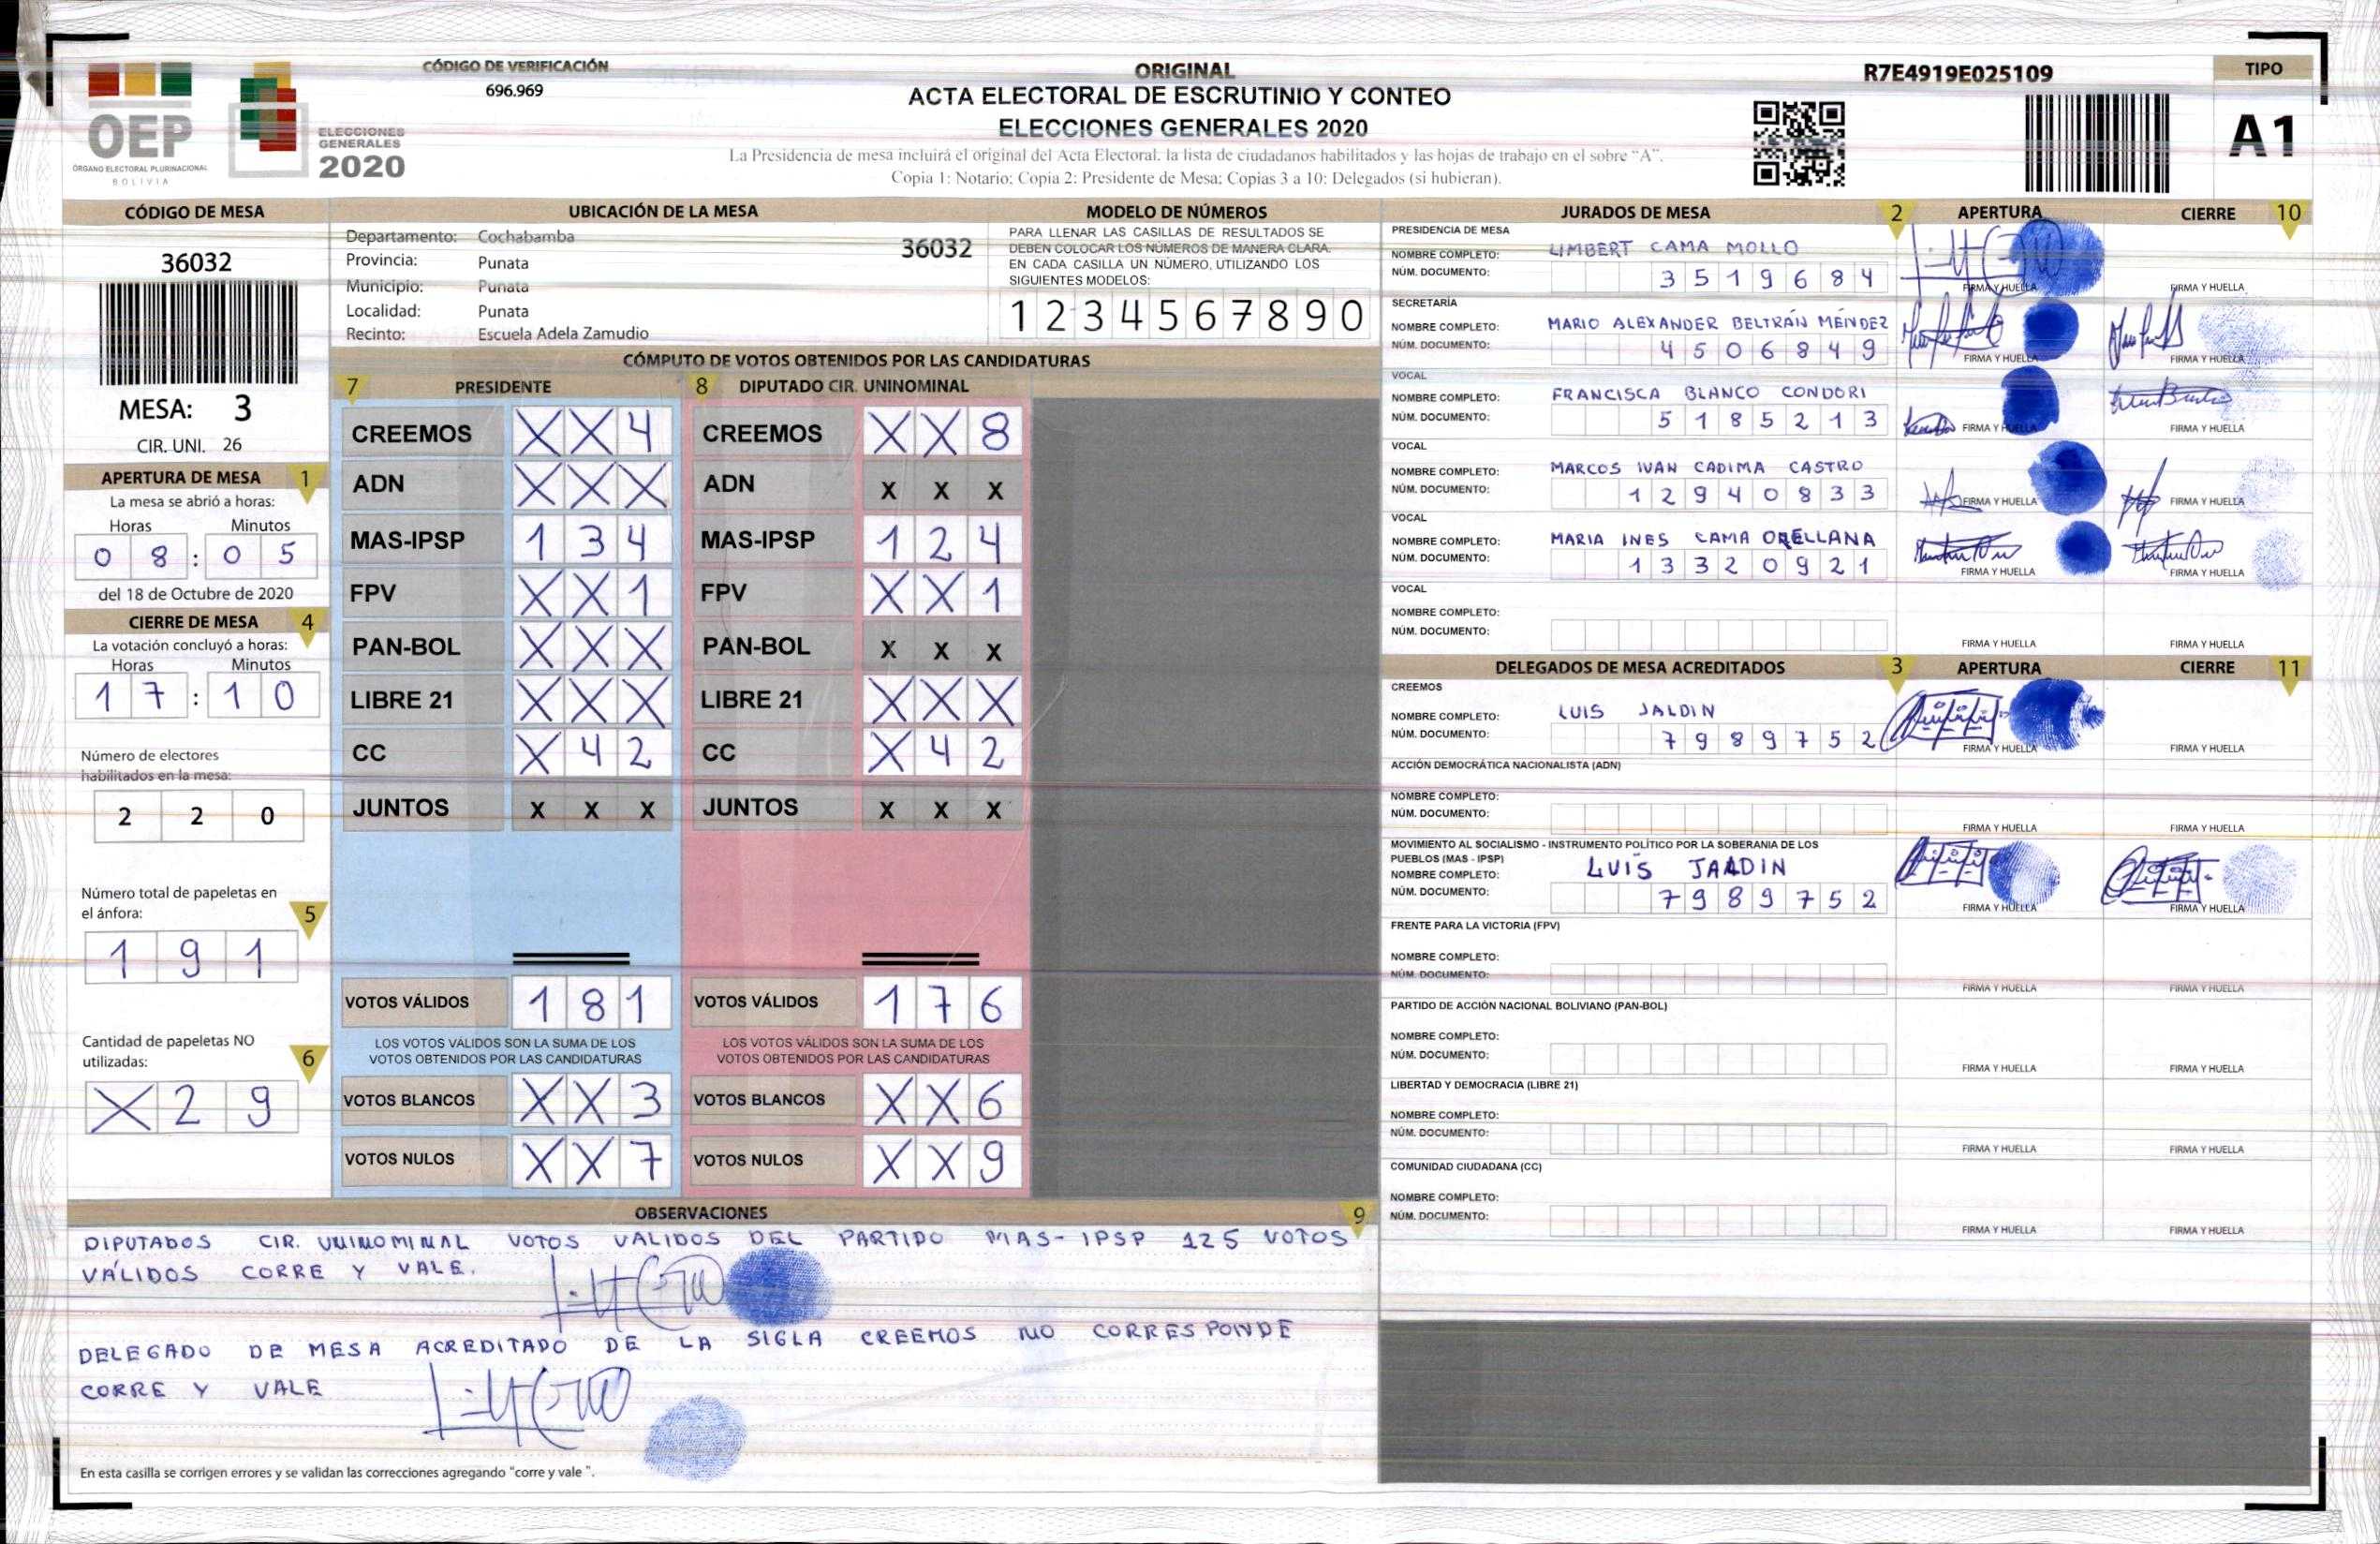 CÓDIGO DE VERIFICACIÓN
696.969
OEP
ÓRGANO ELECTORAL PLURINACIONAL
BOLIVIA
ELECCIONES
GENERALES
2020
ORIGINAL
ACTA ELECTORAL DE ESCRUTINIO Y CONTEO
ELECCIONES GENERALES 2020
La Presidencia de mesa incluirá el original del Acta Electoral, la lista de ciudadanos habilitados y las hojas de trabajo en el sobre "A".
Copia 1: Notario; Copia 2: Presidente de Mesa; Copias 3 a 10: Delegados (si hubieran).
R7E4919E025109
TIPO
A1
CÓDIGO DE MESA
36032
MESA: 3
CIR. UNI. 26
APERTURA DE MESA 1
La mesa se abrió a horas:
Horas Minutos
0 8 : 0 5
del 18 de Octubre de 2020
CIERRE DE MESA 4
La votación concluyó a horas:
Horas Minutos
1 7 : 1 0
Número de electores
habilitados en la mesa:
2 2 0
Número total de papeletas en
el ánfora: 5
1 9 1
Cantidad de papeletas NO
utilizadas: 6
X 2 9
UBICACIÓN DE LA MESA
Departamento: Cochabamba
36032
Provincia: Punata
Municipio: Punata
Localidad: Punata
Recinto: Escuela Adela Zamudio
MODELO DE NÚMEROS
PARA LLENAR LAS CASILLAS DE RESULTADOS SE
DEBEN COLOCAR LOS NÚMEROS DE MANERA CLARA.
EN CADA CASILLA UN NÚMERO, UTILIZANDO LOS
SIGUIENTES MODELOS:
1 2 3 4 5 6 7 8 9 0
CÓMPUTO DE VOTOS OBTENIDOS POR LAS CANDIDATURAS
7 PRESIDENTE
CREEMOS X X 4
ADN X X X
MAS-IPSP 1 3 4
FPV X X 1
PAN-BOL X X X
LIBRE 21 X X X
CC X 4 2
JUNTOS X X X
VOTOS VÁLIDOS 1 8 1
LOS VOTOS VÁLIDOS SON LA SUMA DE LOS
VOTOS OBTENIDOS POR LAS CANDIDATURAS
VOTOS BLANCOS X X 3
VOTOS NULOS X X 7
8 DIPUTADO CIR. UNINOMINAL
CREEMOS X X 8
ADN X X X
MAS-IPSP 1 2 4
FPV X X 1
PAN-BOL X X X
LIBRE 21 X X X
CC X 4 2
JUNTOS X X X
VOTOS VÁLIDOS 1 7 6
LOS VOTOS VÁLIDOS SON LA SUMA DE LOS
VOTOS OBTENIDOS POR LAS CANDIDATURAS
VOTOS BLANCOS X X 6
VOTOS NULOS X X 9
OBSERVACIONES 9
DIPUTADOS CIR. UNINOMINAL VOTOS VALIDOS DEL PARTIDO MAS-IPSP 125 VOTOS
VÁLIDOS CORRE Y VALE.
DELEGADO DE MESA ACREDITADO DE LA SIGLA CREEMOS NO CORRESPONDE
CORRE Y VALE
En esta casilla se corrigen errores y se validan las correcciones agregando "corre y vale ".
JURADOS DE MESA 2 APERTURA CIERRE 10
PRESIDENCIA DE MESA
NOMBRE COMPLETO: LIMBERT CAMA MOLLO
NÚM. DOCUMENTO: 3 5 1 9 6 8 4
FIRMA Y HUELLA FIRMA Y HUELLA
SECRETARÍA
NOMBRE COMPLETO: MARIO ALEXANDER BELTRÁN MÉNDEZ
NÚM. DOCUMENTO: 4 5 0 6 8 4 9
FIRMA Y HUELLA FIRMA Y HUELLA
VOCAL
NOMBRE COMPLETO: FRANCISCA BLANCO CONDORI
NÚM. DOCUMENTO: 5 1 8 5 2 1 3
FIRMA Y HUELLA FIRMA Y HUELLA
VOCAL
NOMBRE COMPLETO: MARCOS IVAN CADIMA CASTRO
NÚM. DOCUMENTO: 1 2 9 4 0 8 3 3
FIRMA Y HUELLA FIRMA Y HUELLA
VOCAL
NOMBRE COMPLETO: MARIA INES CAMA ORELLANA
NÚM. DOCUMENTO: 1 3 3 2 0 9 2 1
FIRMA Y HUELLA FIRMA Y HUELLA
VOCAL
NOMBRE COMPLETO:
NÚM. DOCUMENTO:
FIRMA Y HUELLA FIRMA Y HUELLA
DELEGADOS DE MESA ACREDITADOS 3 APERTURA CIERRE 11
CREEMOS
NOMBRE COMPLETO: LUIS JALDIN
NÚM. DOCUMENTO: 7 9 8 9 7 5 2
FIRMA Y HUELLA FIRMA Y HUELLA
ACCIÓN DEMOCRÁTICA NACIONALISTA (ADN)
NOMBRE COMPLETO:
NÚM. DOCUMENTO:
FIRMA Y HUELLA FIRMA Y HUELLA
MOVIMIENTO AL SOCIALISMO - INSTRUMENTO POLÍTICO POR LA SOBERANIA DE LOS
PUEBLOS (MAS - IPSP)
NOMBRE COMPLETO: LUIS JALDIN
NÚM. DOCUMENTO: 7 9 8 9 7 5 2
FIRMA Y HUELLA FIRMA Y HUELLA
FRENTE PARA LA VICTORIA (FPV)
NOMBRE COMPLETO:
NÚM. DOCUMENTO:
FIRMA Y HUELLA FIRMA Y HUELLA
PARTIDO DE ACCIÓN NACIONAL BOLIVIANO (PAN-BOL)
NOMBRE COMPLETO:
NÚM. DOCUMENTO:
FIRMA Y HUELLA FIRMA Y HUELLA
LIBERTAD Y DEMOCRACIA (LIBRE 21)
NOMBRE COMPLETO:
NÚM. DOCUMENTO:
FIRMA Y HUELLA FIRMA Y HUELLA
COMUNIDAD CIUDADANA (CC)
NOMBRE COMPLETO:
NÚM. DOCUMENTO:
FIRMA Y HUELLA FIRMA Y HUELLA